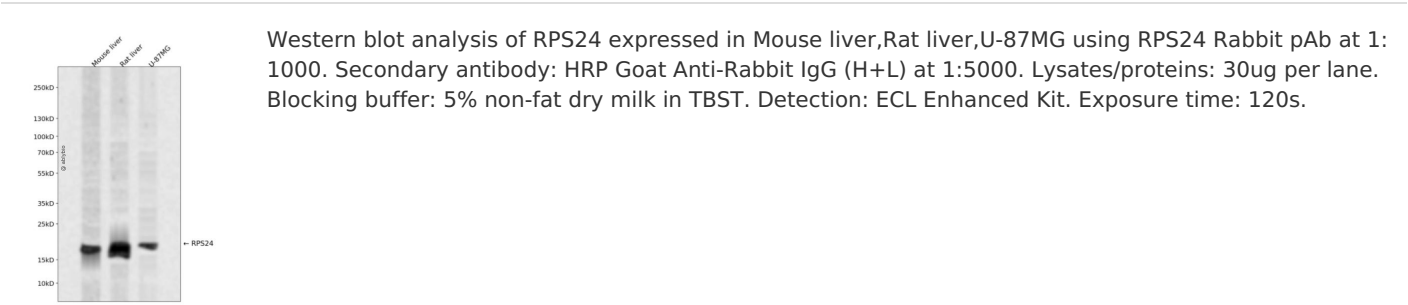 Mouse liver
Rat liver
U-87MG
250kD
130kD
100kD
70kD
55kD
35kD
25kD
15kD
10kD
← RPS24
Western blot analysis of RPS24 expressed in Mouse liver,Rat liver,U-87MG using RPS24 Rabbit pAb at 1:
1000. Secondary antibody: HRP Goat Anti-Rabbit IgG (H+L) at 1:5000. Lysates/proteins: 30ug per lane.
Blocking buffer: 5% non-fat dry milk in TBST. Detection: ECL Enhanced Kit. Exposure time: 120s.